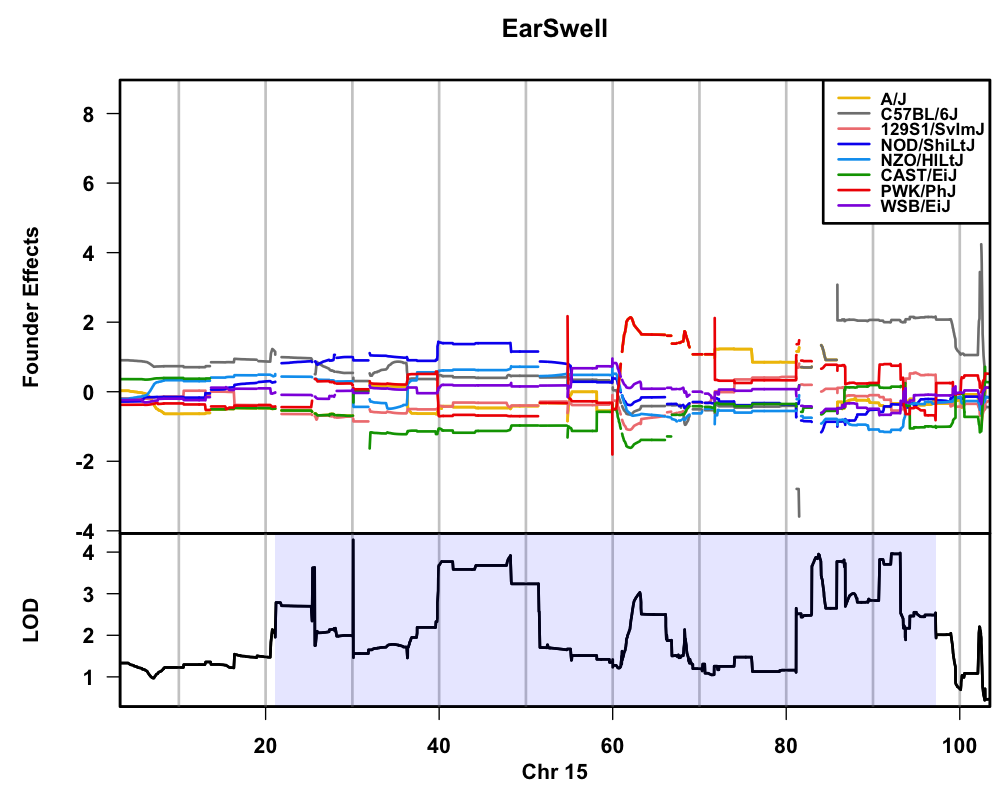 EarSwell
A/J
C57BL/6J
129S1/SvImJ
NOD/ShiLtJ
NZO/HlLtJ
CAST/EiJ
PWK/PhJ
WSB/EiJ
Founder Effects
8
6
4
2
0
-2
-4
LOD
4
3
2
1
20 40 60 80 100
Chr 15